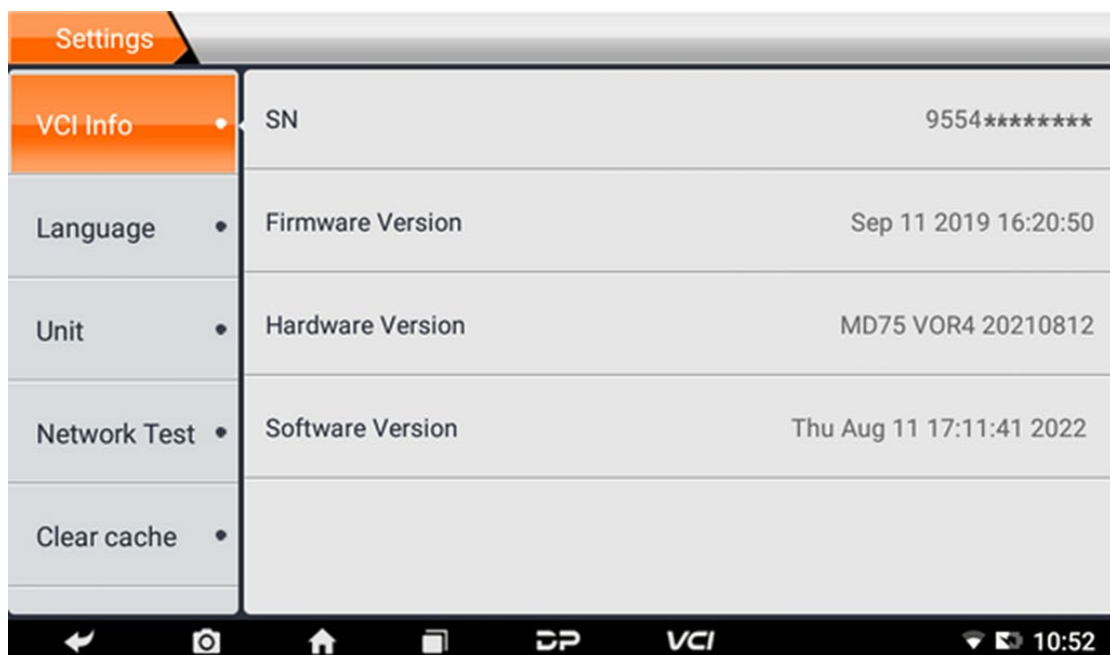 Settings
VCI Info
SN
9554********
Language
Firmware Version
Sep 11 2019 16:20:50
Unit
Hardware Version
MD75 VOR4 20210812
Network Test
Software Version
Thu Aug 11 17:11:41 2022
Clear cache
DP
VCI
10:52